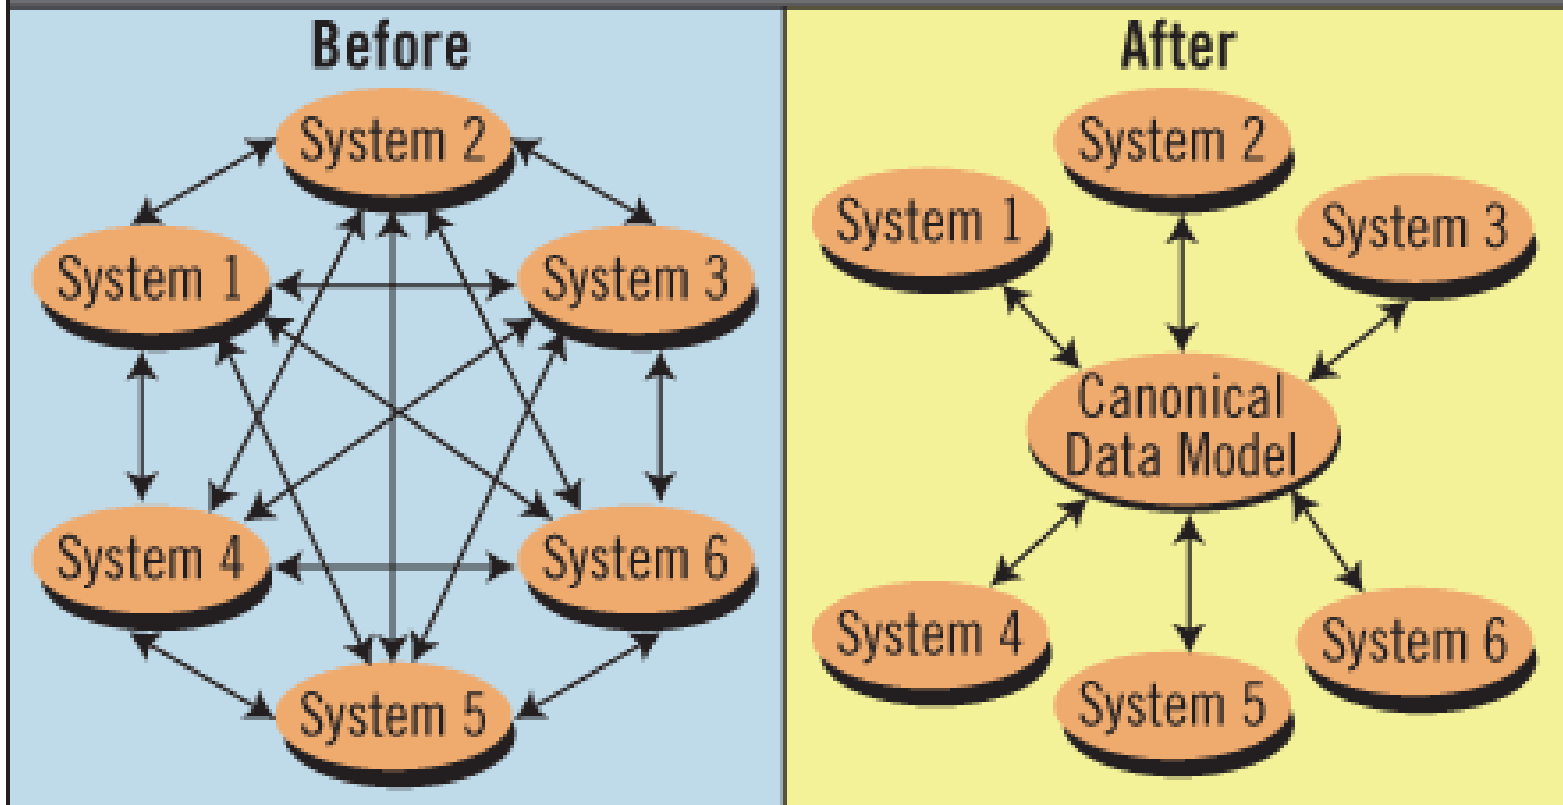 Before
System 2
System 1
System 3
System 4
System 6
System 5
After
System 2
System 1
System 3
Canonical
Data Model
System 4
System 6
System 5